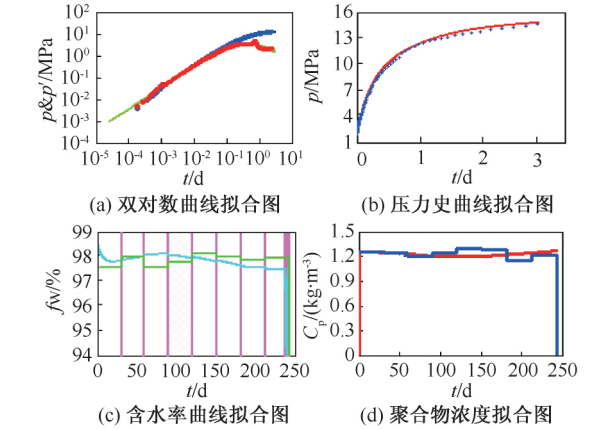 p&p′/MPa
10² 10¹ 10⁰ 10⁻¹ 10⁻² 10⁻³ 10⁻⁴
10⁻⁵ 10⁻⁴ 10⁻³ 10⁻² 10⁻¹ 10⁰ 10¹
t/d
(a) 双对数曲线拟合图
p/MPa
16 13 10 7 4 1
0 1 2 3
t/d
(b) 压力史曲线拟合图
fw/%
99 98 97 96 95 94
0 50 100 150 200 250
t/d
(c) 含水率曲线拟合图
Cp/(kg·m⁻³)
1.5 1.2 0.9 0.6 0.3 0
0 50 100 150 200 250
t/d
(d) 聚合物浓度拟合图